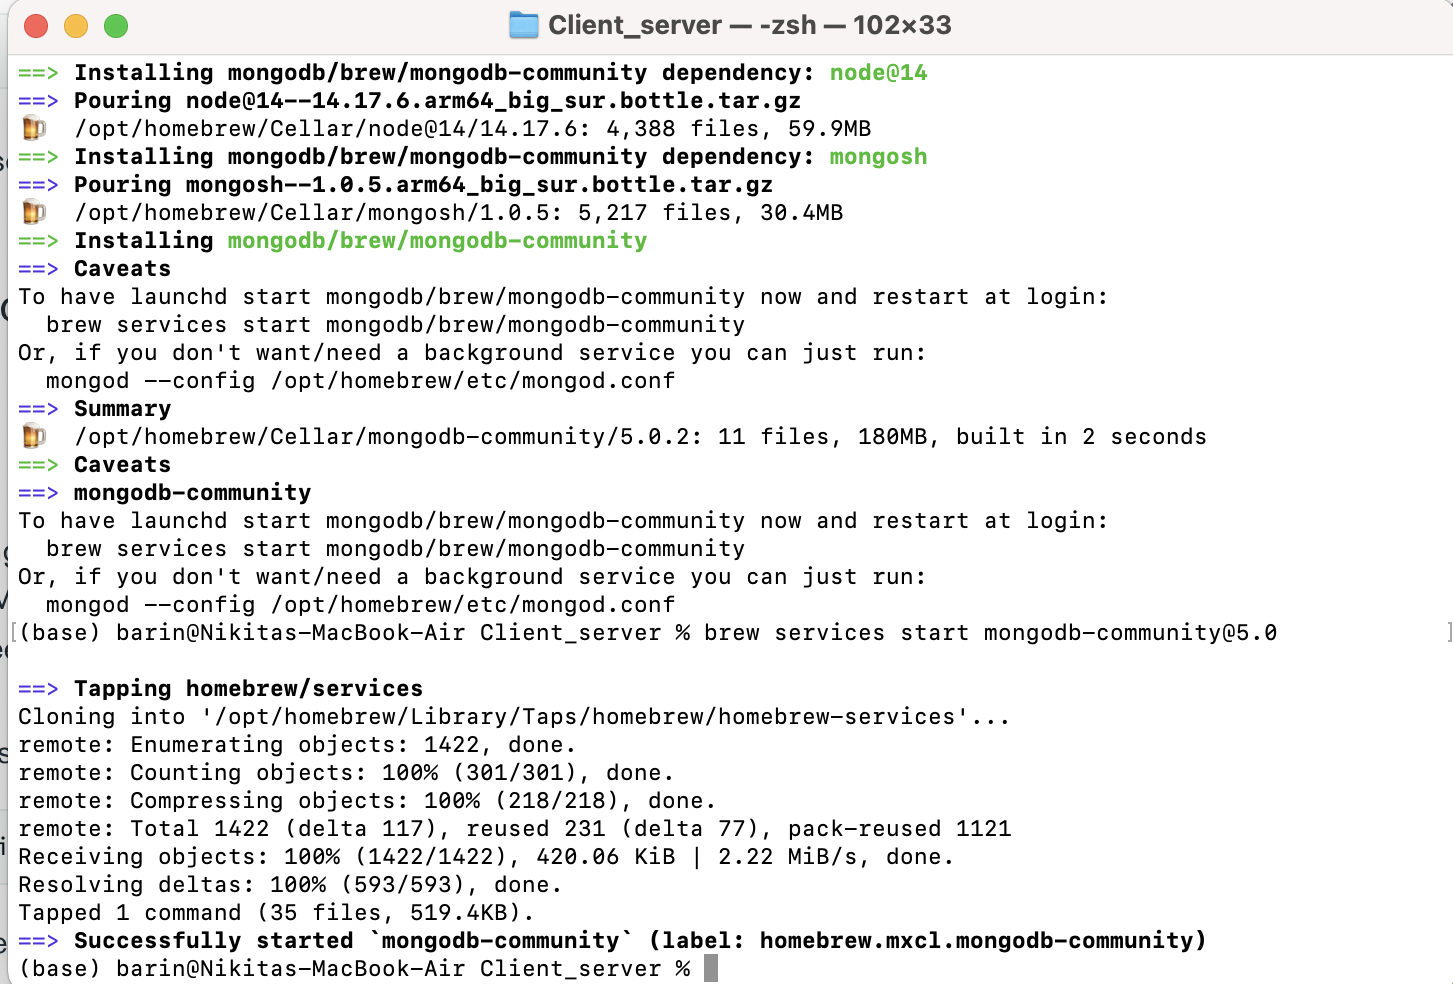 Client_server — -zsh — 102×33
==> Installing mongodb/brew/mongodb-community dependency: node@14
==> Pouring node@14--14.17.6.arm64_big_sur.bottle.tar.gz
🍺 /opt/homebrew/Cellar/node@14/14.17.6: 4,388 files, 59.9MB
==> Installing mongodb/brew/mongodb-community dependency: mongosh
==> Pouring mongosh--1.0.5.arm64_big_sur.bottle.tar.gz
🍺 /opt/homebrew/Cellar/mongosh/1.0.5: 5,217 files, 30.4MB
==> Installing mongodb/brew/mongodb-community
==> Caveats
To have launchd start mongodb/brew/mongodb-community now and restart at login:
  brew services start mongodb/brew/mongodb-community
Or, if you don't want/need a background service you can just run:
  mongod --config /opt/homebrew/etc/mongod.conf
==> Summary
🍺 /opt/homebrew/Cellar/mongodb-community/5.0.2: 11 files, 180MB, built in 2 seconds
==> Caveats
==> mongodb-community
To have launchd start mongodb/brew/mongodb-community now and restart at login:
  brew services start mongodb/brew/mongodb-community
Or, if you don't want/need a background service you can just run:
  mongod --config /opt/homebrew/etc/mongod.conf
[(base) barin@Nikitas-MacBook-Air Client_server % brew services start mongodb-community@5.0 ]
==> Tapping homebrew/services
Cloning into '/opt/homebrew/Library/Taps/homebrew/homebrew-services'...
remote: Enumerating objects: 1422, done.
remote: Counting objects: 100% (301/301), done.
remote: Compressing objects: 100% (218/218), done.
remote: Total 1422 (delta 117), reused 231 (delta 77), pack-reused 1121
Receiving objects: 100% (1422/1422), 420.06 KiB | 2.22 MiB/s, done.
Resolving deltas: 100% (593/593), done.
Tapped 1 command (35 files, 519.4KB).
==> Successfully started `mongodb-community` (label: homebrew.mxcl.mongodb-community)
(base) barin@Nikitas-MacBook-Air Client_server %